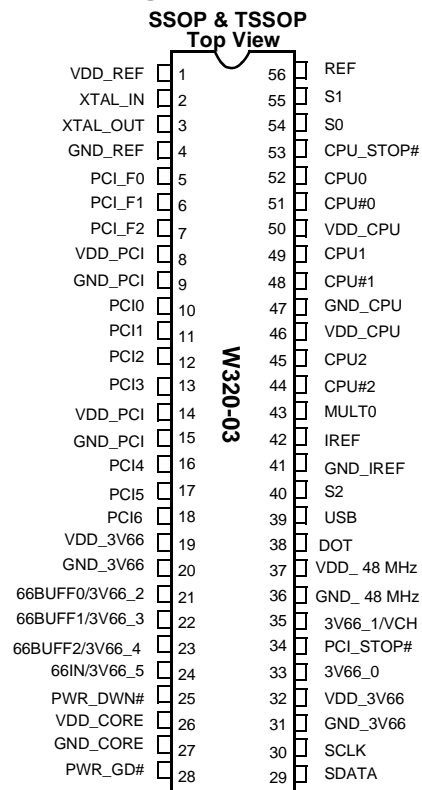 SSOP & TSSOP
Top View
VDD_REF 1 56 REF
XTAL_IN 2 55 S1
XTAL_OUT 3 54 S0
GND_REF 4 53 CPU_STOP#
PCI_F0 5 52 CPU0
PCI_F1 6 51 CPU#0
PCI_F2 7 50 VDD_CPU
VDD_PCI 8 49 CPU1
GND_PCI 9 48 CPU#1
PCI0 10 47 GND_CPU
PCI1 11 46 VDD_CPU
PCI2 12 45 CPU2
PCI3 13 44 CPU#2
VDD_PCI 14 43 MULT0
GND_PCI 15 42 IREF
PCI4 16 41 GND_IREF
PCI5 17 40 S2
PCI6 18 39 USB
VDD_3V66 19 38 DOT
GND_3V66 20 37 VDD_ 48 MHz
66BUFF0/3V66_2 21 36 GND_ 48 MHz
66BUFF1/3V66_3 22 35 3V66_1/VCH
66BUFF2/3V66_4 23 34 PCI_STOP#
66IN/3V66_5 24 33 3V66_0
PWR_DWN# 25 32 VDD_3V66
VDD_CORE 26 31 GND_3V66
GND_CORE 27 30 SCLK
PWR_GD# 28 29 SDATA
W320-03